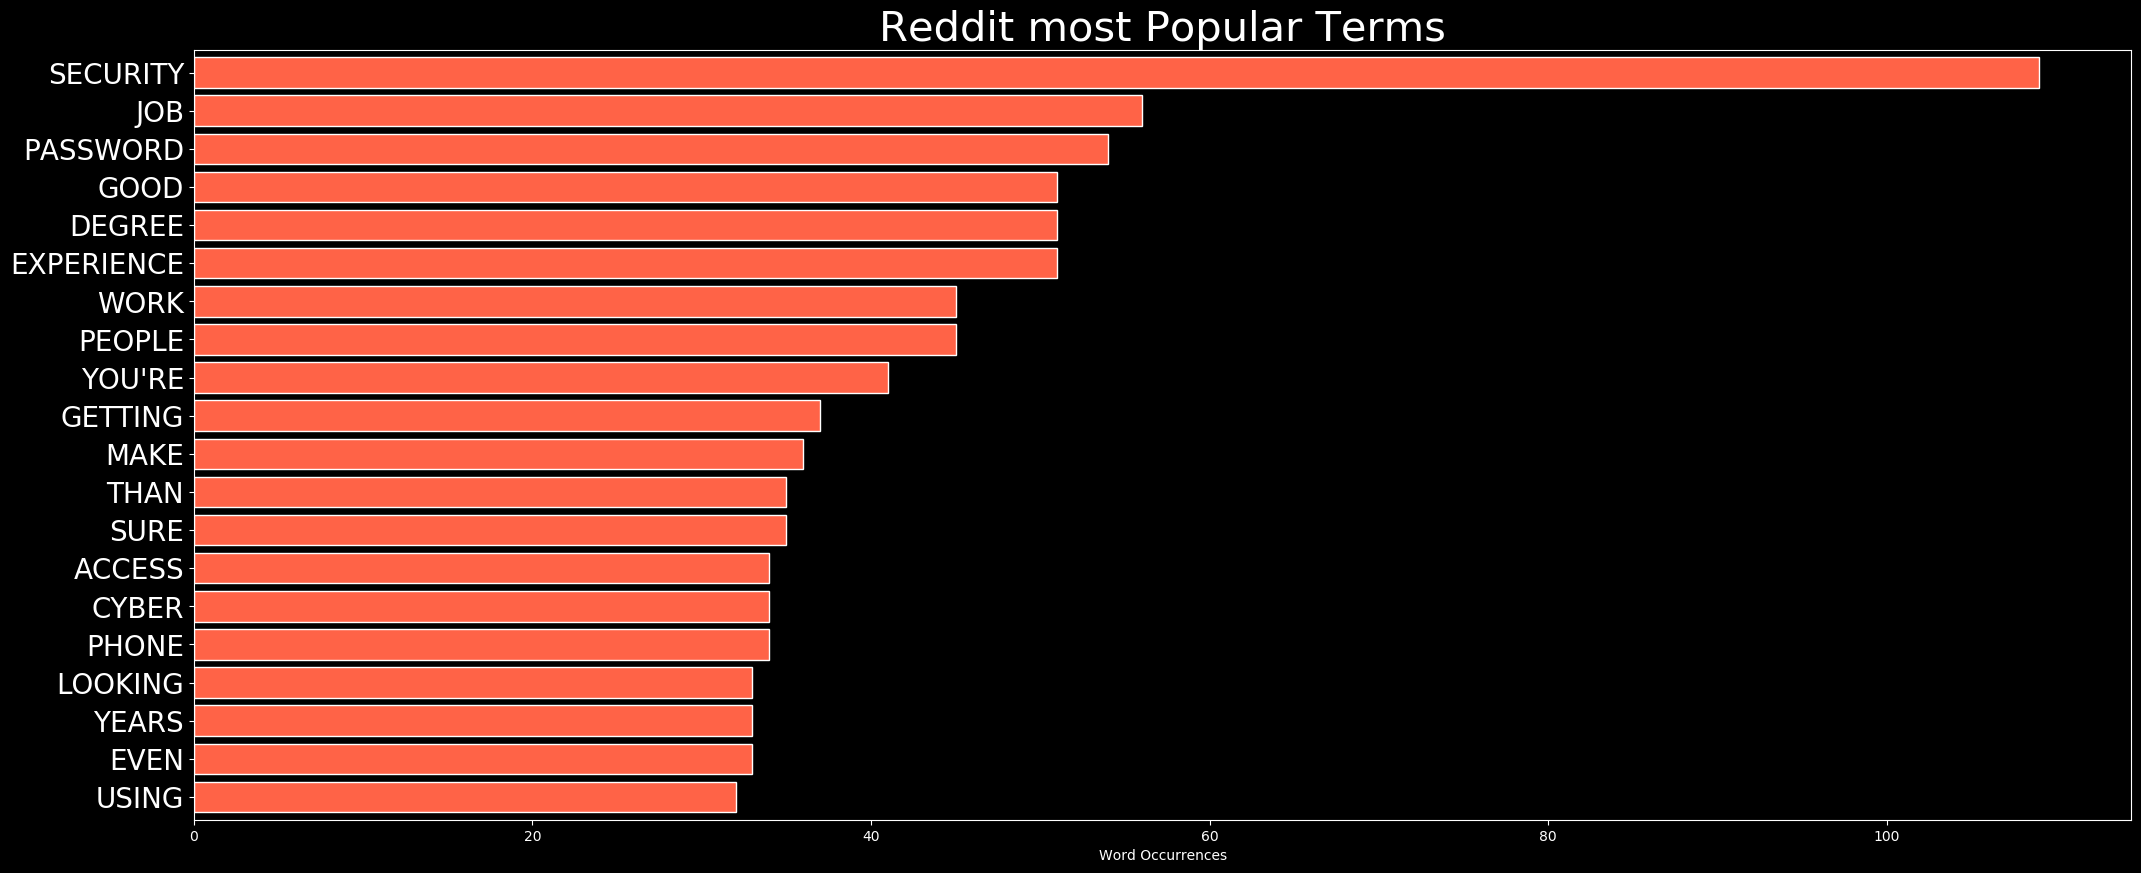 Reddit most Popular Terms
SECURITY
JOB
PASSWORD
GOOD
DEGREE
EXPERIENCE
WORK
PEOPLE
YOU'RE
GETTING
MAKE
THAN
SURE
ACCESS
CYBER
PHONE
LOOKING
YEARS
EVEN
USING
0 20 40 60 80 100
Word Occurrences